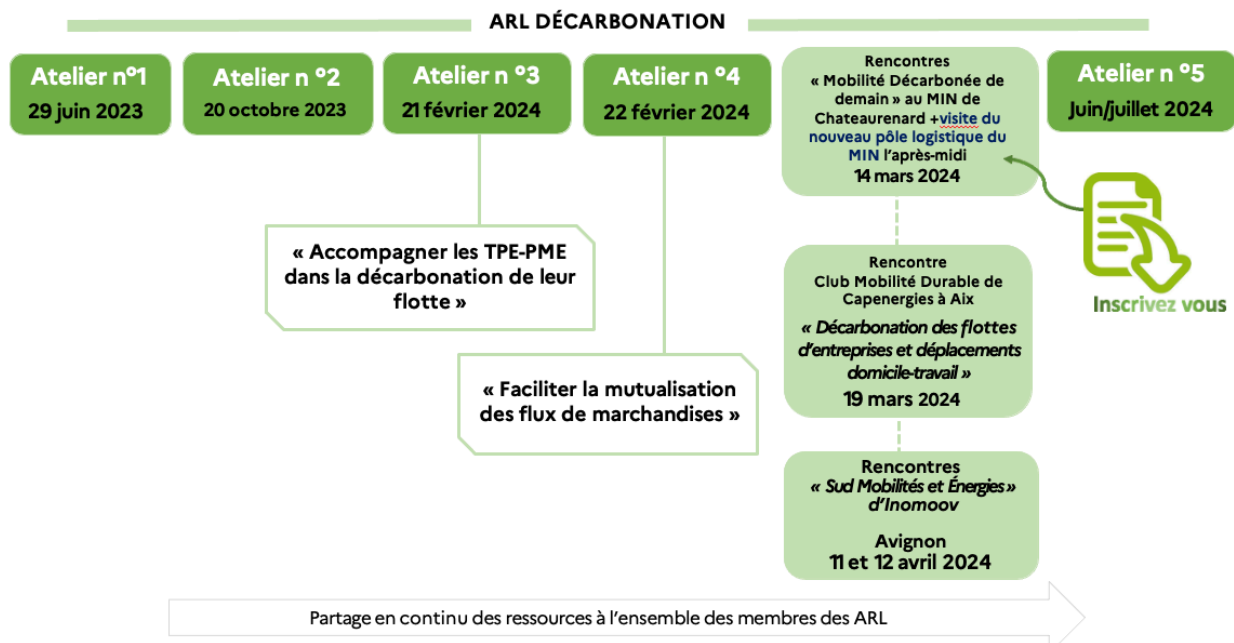 ARL DÉCARBONATION
Atelier n°1
29 juin 2023
Atelier n °2
20 octobre 2023
Atelier n °3
21 février 2024
Atelier n °4
22 février 2024
Rencontres
« Mobilité Décarbonée de
demain » au MIN de
Chateaurenard +visite du
nouveau pôle logistique du
MIN l'après-midi
14 mars 2024
Atelier n °5
Juin/juillet 2024
Inscrivez vous
« Accompagner les TPE-PME
dans la décarbonation de leur
flotte »
« Faciliter la mutualisation
des flux de marchandises »
Rencontre
Club Mobilité Durable de
Capenergies à Aix
« Décarbonation des flottes
d'entreprises et déplacements
domicile-travail »
19 mars 2024
Rencontres
« Sud Mobilités et Énergies »
d'Inomoov
Avignon
11 et 12 avril 2024
Partage en continu des ressources à l'ensemble des membres des ARL